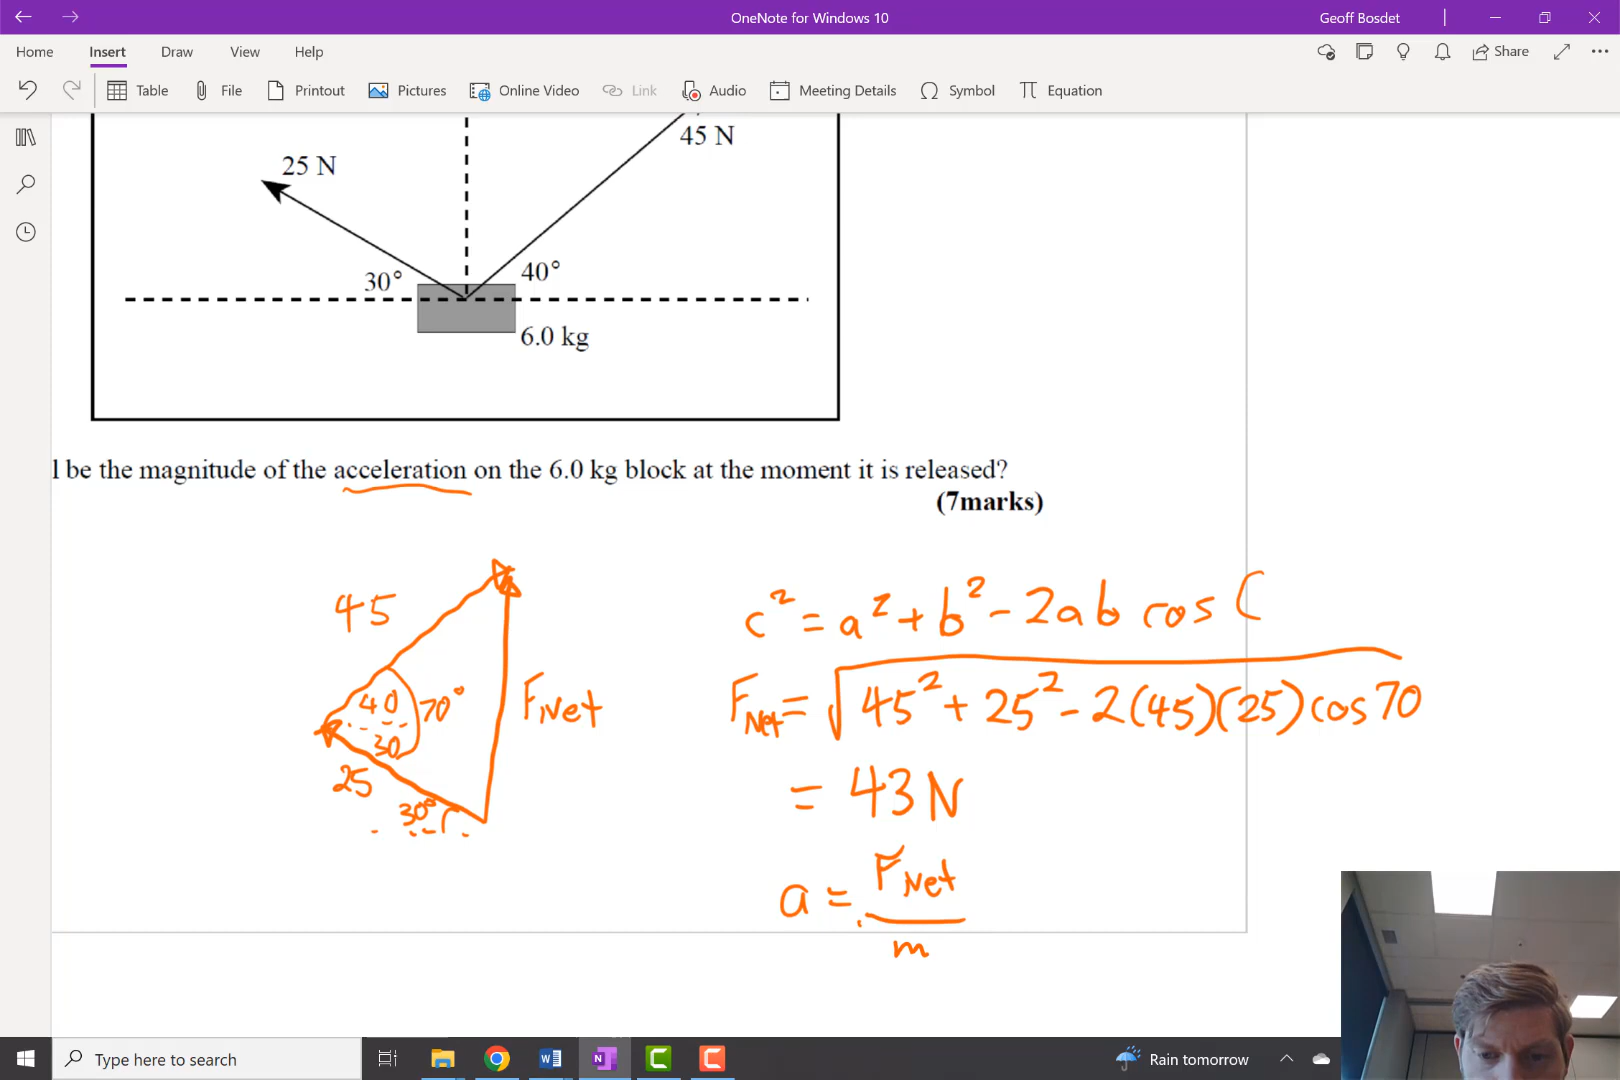 OneNote for Windows 10
Geoff Bosdet
Home Insert Draw View Help
Share
Table File Printout Pictures Online Video Link Audio Meeting Details Symbol Equation
45 N
25 N
30°
40°
6.0 kg
l be the magnitude of the acceleration on the 6.0 kg block at the moment it is released?
(7marks)
45
40
70°
30
25
30°
FNet
c² = a² + b² - 2ab cos C
FNet = √45² + 25² - 2(45)(25)cos 70
= 43 N
a = FNet
m
Type here to search
Rain tomorrow